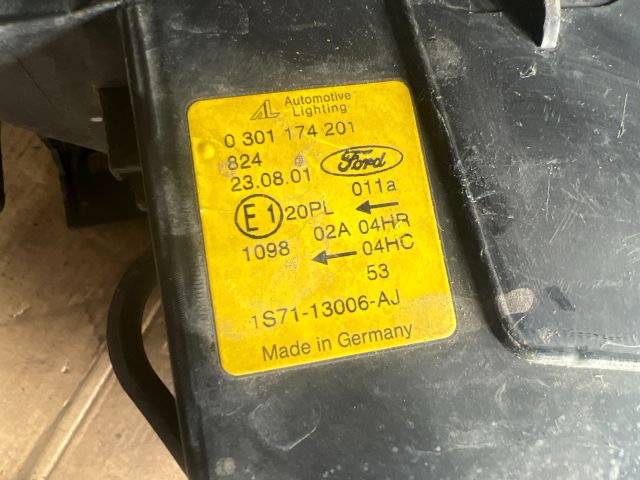 AL Automotive
Lighting
0 301 174 201
824 Ford
23.08.01 011a
E1 20PL ←
02A 04HR
1098 ← 04HC
53
1S71-13006-AJ
Made in Germany